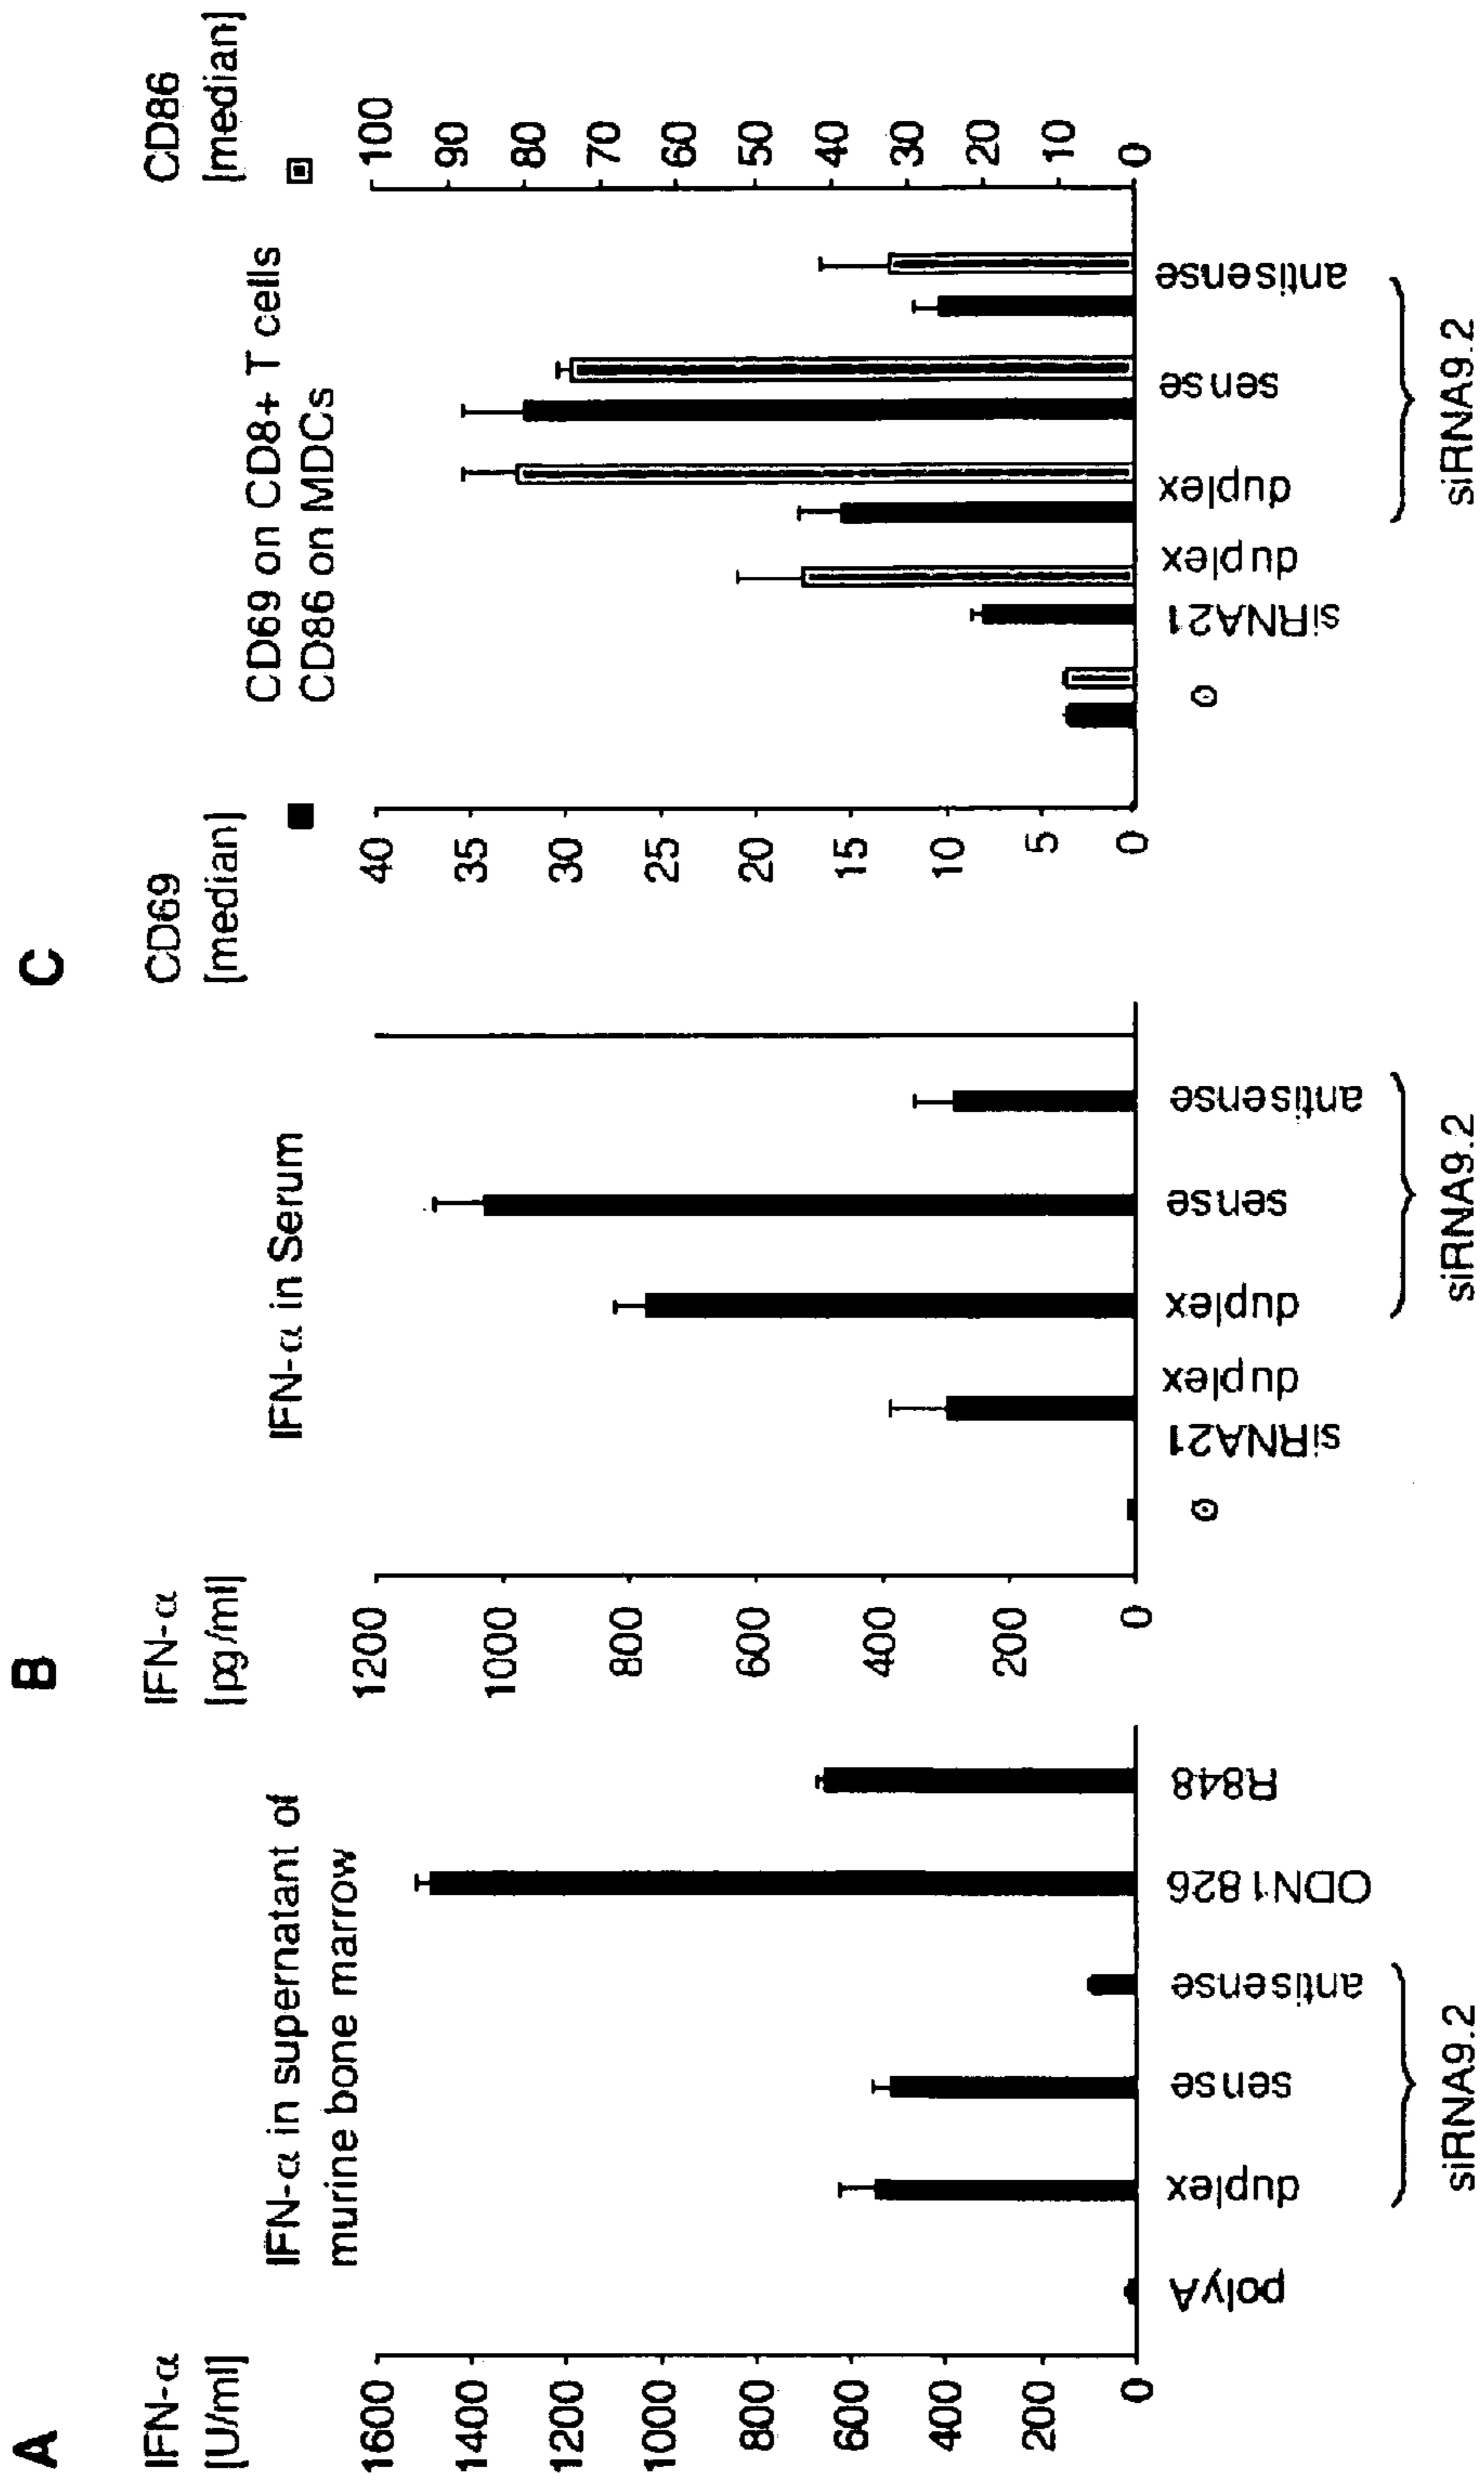 A
IFN-α
[U/ml]
IFN-α in supernatant of
murine bone marrow
1600
1400
1200
1000
800
600
400
200
0
polyA
duplex
sense
antisense
ODN1826
R848
siRNA9.2
B
IFN-α
[pg/ml]
IFN-α in Serum
1200
1000
800
600
400
200
0
siRNA21
duplex
duplex
sense
antisense
siRNA9.2
C
CD69
[median]
CD69 on CD8+ T cells
CD86 on MDCs
CD86
[median]
40
35
30
25
20
15
10
5
0
100
90
80
70
60
50
40
30
20
10
0
siRNA21
duplex
duplex
sense
antisense
siRNA9.2